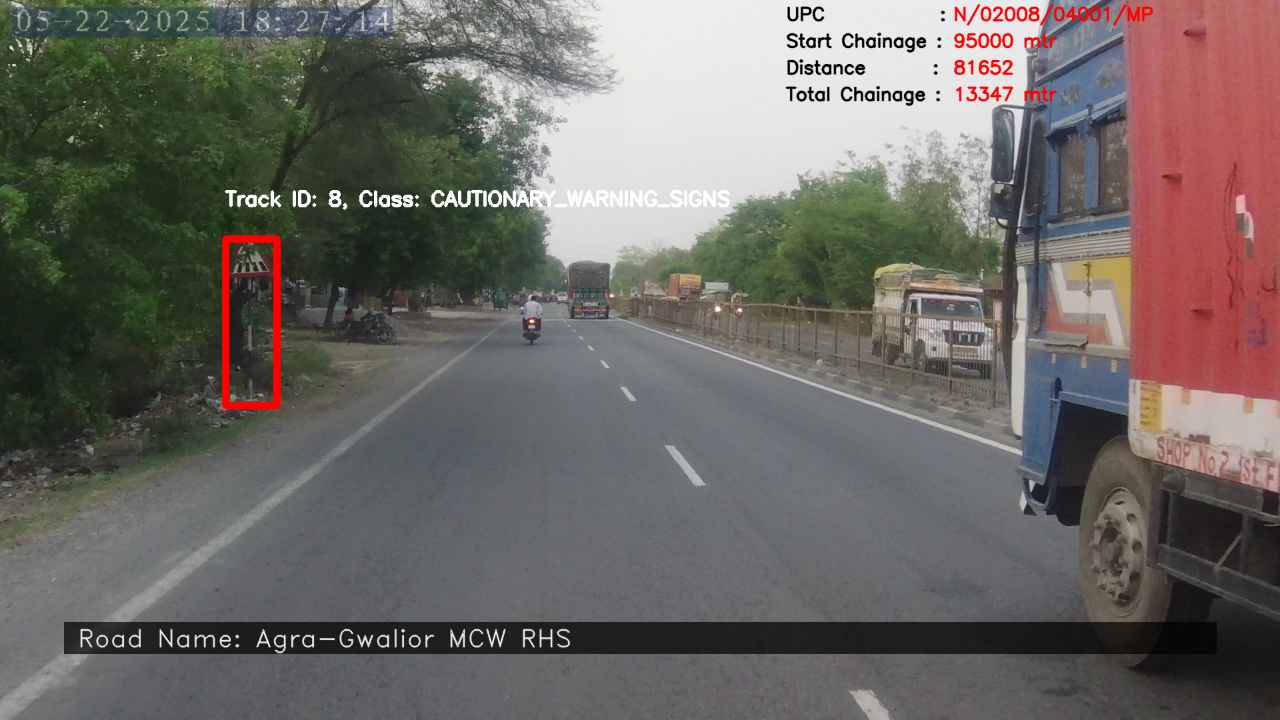 05-22-2025 18:27:14
UPC : N/02008/04001/MP
Start Chainage : 95000 mtr
Distance : 81652
Total Chainage : 13347 mtr
Track ID: 8, Class: CAUTIONARY_WARNING_SIGNS
SHOP No 2 1st F
Road Name: Agra-Gwalior MCW RHS